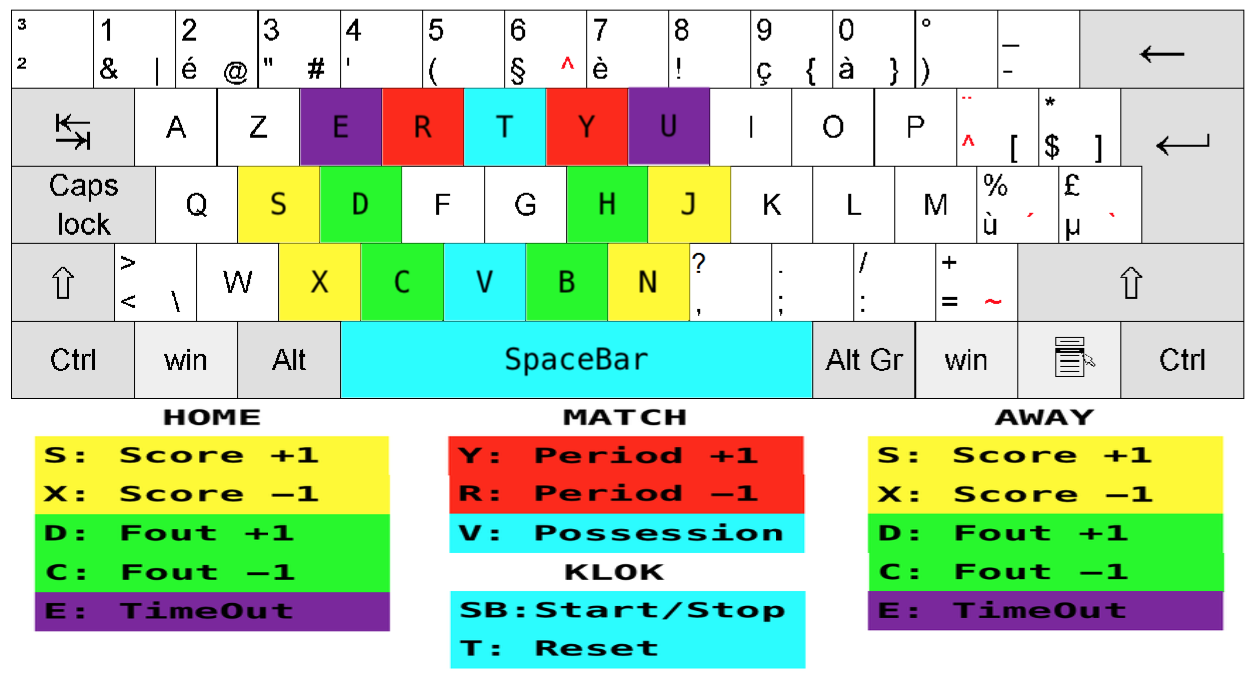 ³ 1 2 3 4 5 6 7 8 9 0 ° _ ←
² & | é @ " # ' ( § ^ è ! ç { à } ) -
A Z E R T Y U I O P ¨ * 
^ [ $ ] 
Caps lock Q S D F G H J K L M % £
ù ´ µ `
⇧ > W X C V B N ? . / + ⇧
< \ , ; : = ~
Ctrl win Alt SpaceBar Alt Gr win Ctrl
HOME
S: Score +1
X: Score –1
D: Fout +1
C: Fout –1
E: TimeOut
MATCH
Y: Period +1
R: Period –1
V: Possession
KLOK
SB:Start/Stop
T: Reset
AWAY
S: Score +1
X: Score –1
D: Fout +1
C: Fout –1
E: TimeOut